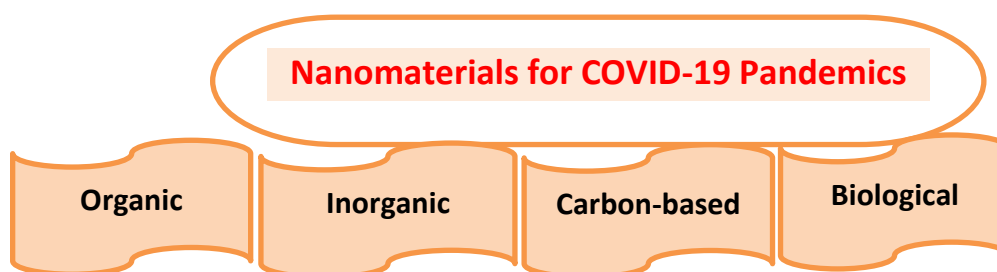 Nanomaterials for COVID-19 Pandemics
Organic
Inorganic
Carbon-based
Biological